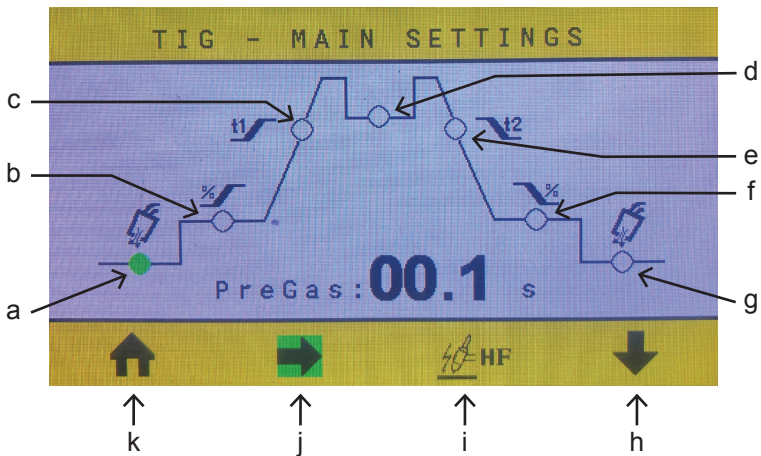 TIG - MAIN SETTINGS
c
d
t1
t2
e
b
%
%
f
a
PreGas:00.1 s
g
HF
k
j
i
h